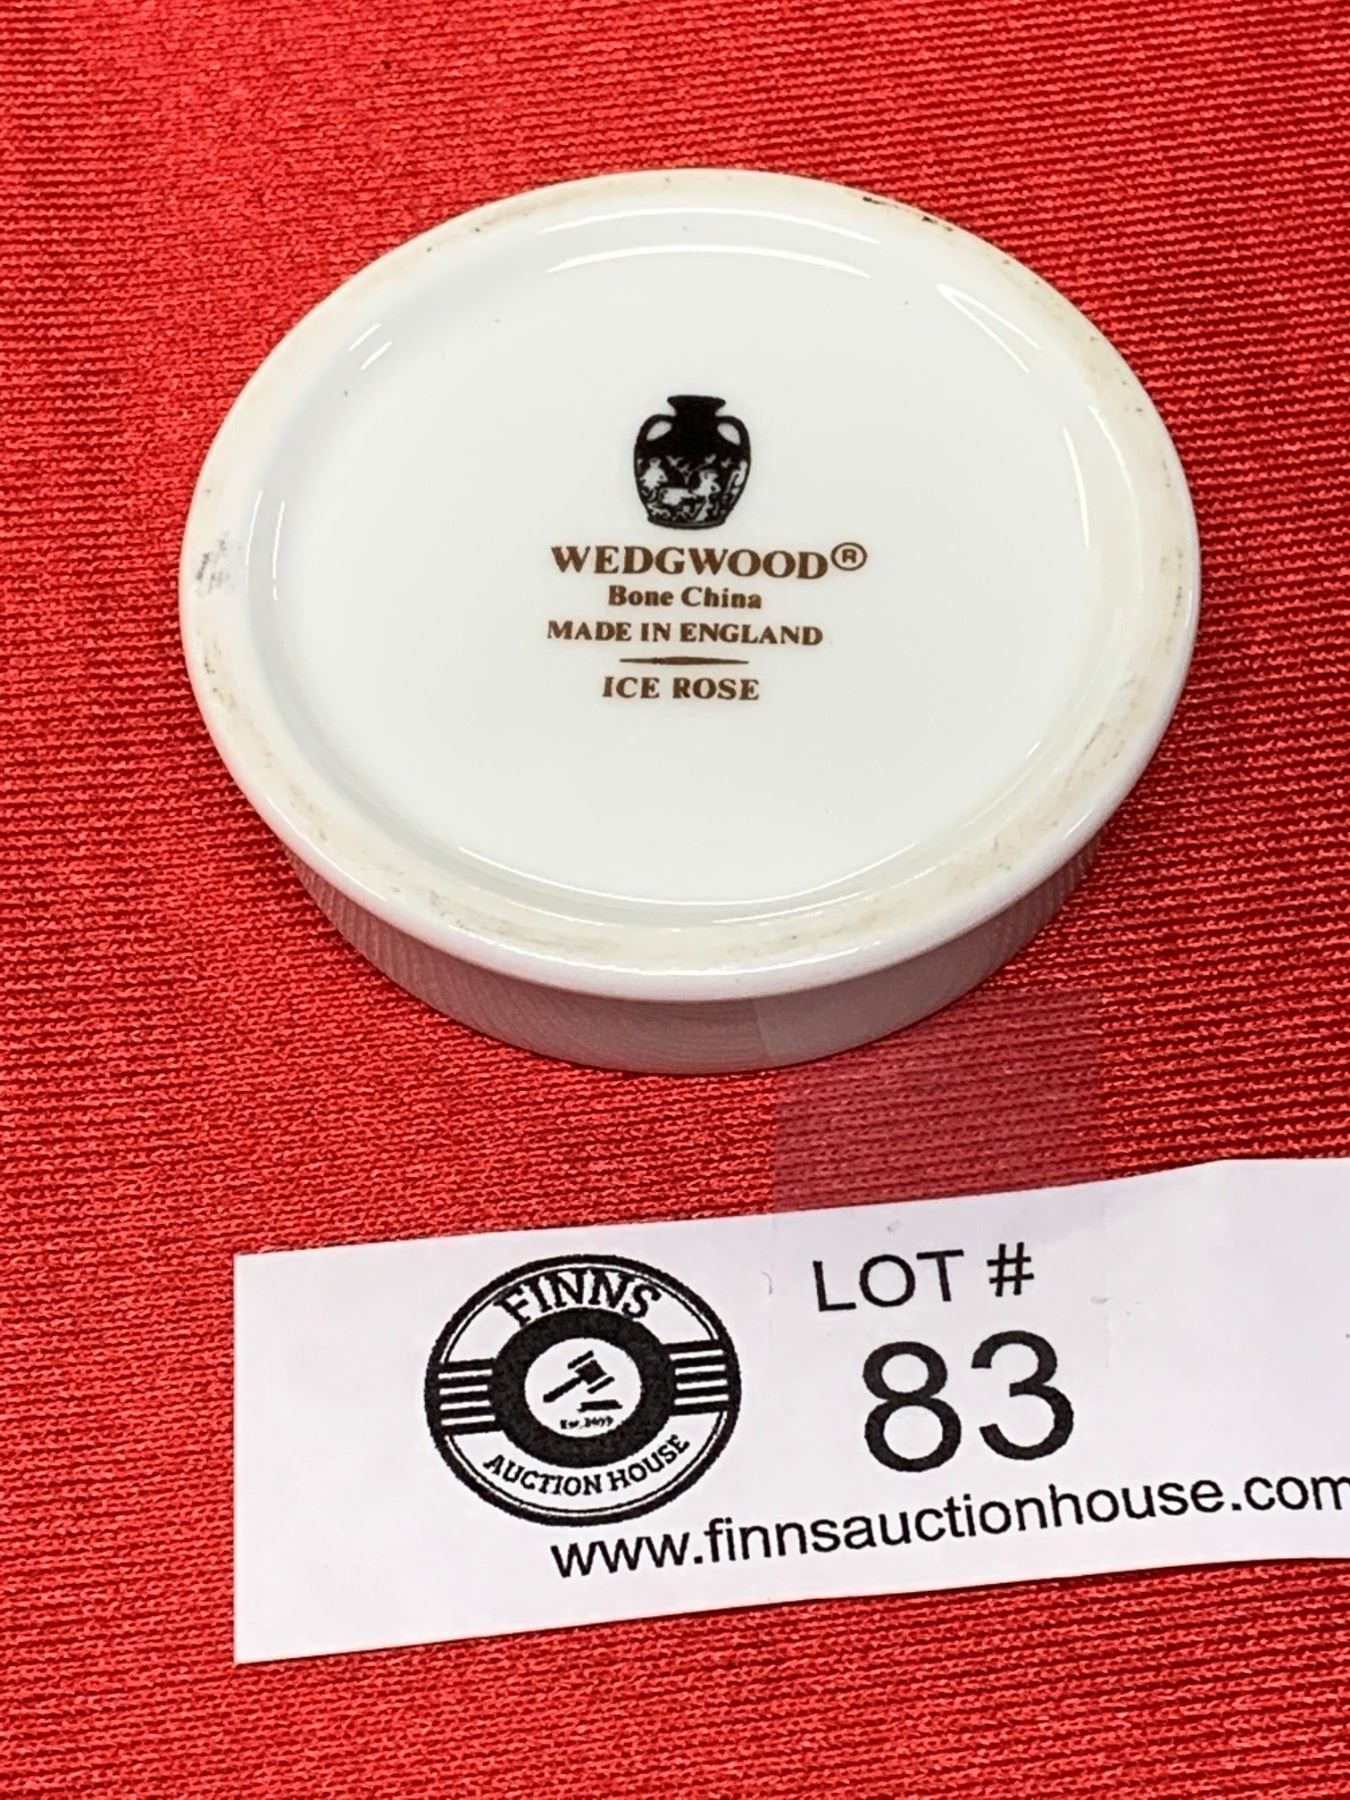 WEDGWOOD®
Bone China
MADE IN ENGLAND
ICE ROSE
FINNS
AUCTION HOUSE
LOT #
83
www.finnsauctionhouse.com